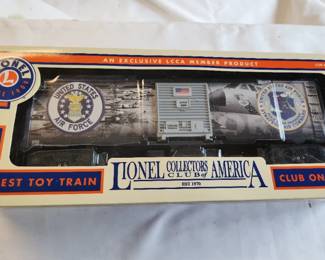 LIONEL
AN EXCLUSIVE LCCA MEMBER PRODUCT
UNITED STATES
AIR FORCE
LIONEL COLLECTORS
CLUB of AMERICA
EST 1970
EST TOY TRAIN
CLUB ON